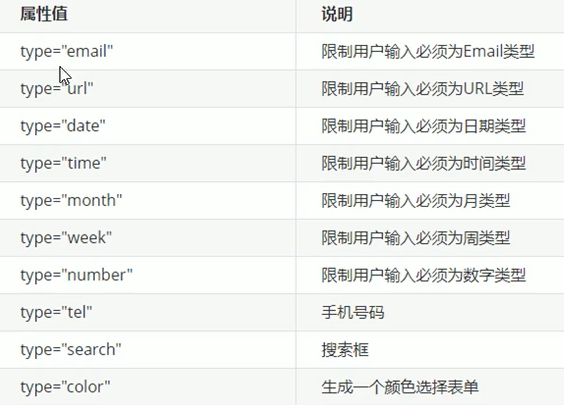 属性值 说明
type="email" 限制用户输入必须为Email类型
type="url" 限制用户输入必须为URL类型
type="date" 限制用户输入必须为日期类型
type="time" 限制用户输入必须为时间类型
type="month" 限制用户输入必须为月类型
type="week" 限制用户输入必须为周类型
type="number" 限制用户输入必须为数字类型
type="tel" 手机号码
type="search" 搜索框
type="color" 生成一个颜色选择表单